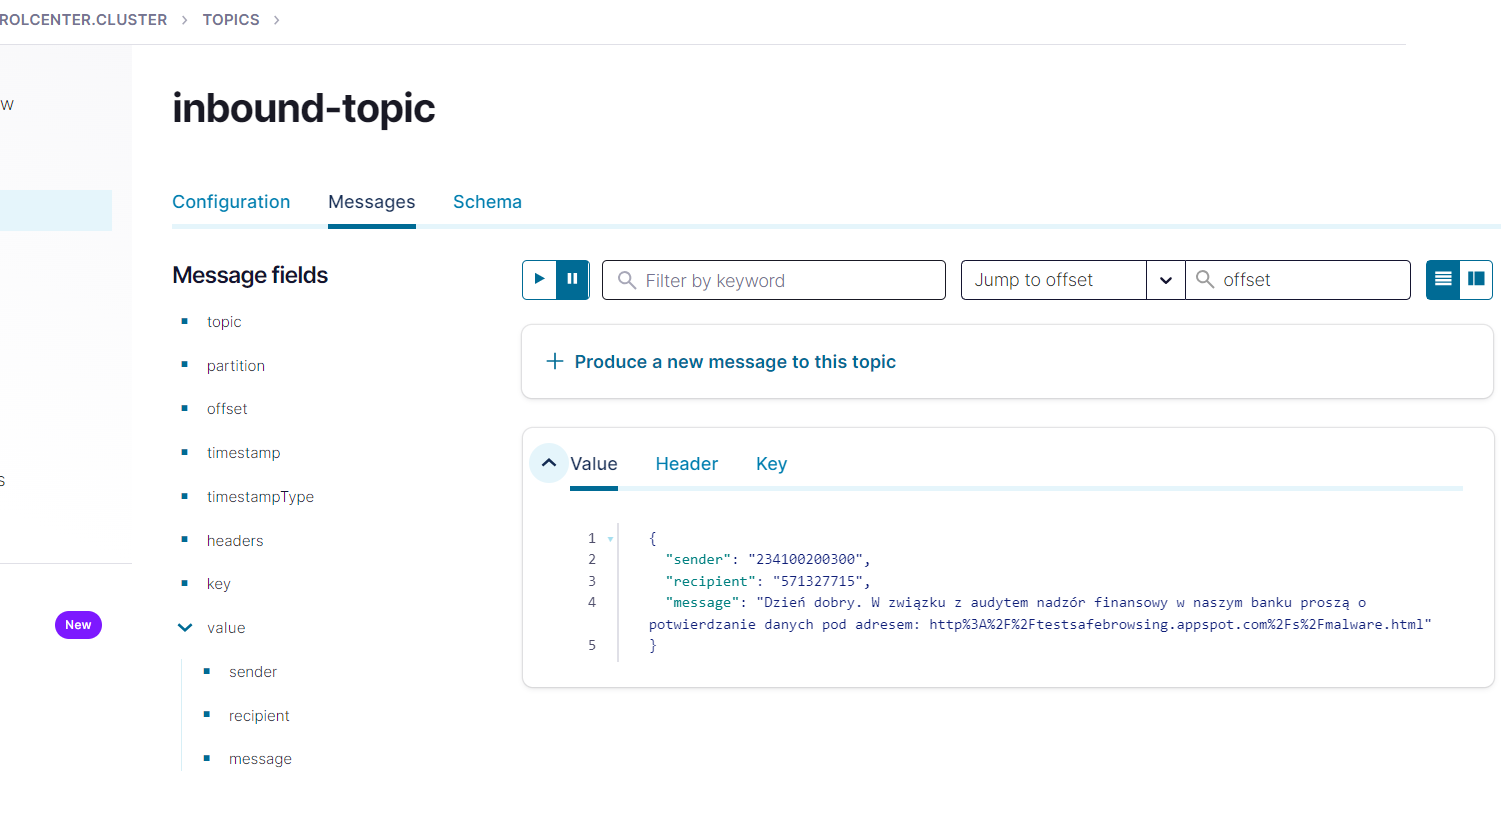 ROLCENTER.CLUSTER > TOPICS >
w
inbound-topic
Configuration Messages Schema
Message fields
topic
partition
offset
timestamp
timestampType
headers
key
value
sender
recipient
message
s
New
Filter by keyword
Jump to offset
offset
+ Produce a new message to this topic
Value Header Key
1 {
2 "sender": "234100200300",
3 "recipient": "571327715",
4 "message": "Dzień dobry. W związku z audytem nadzór finansowy w naszym banku proszą o
potwierdzanie danych pod adresem: http%3A%2F%2Ftestsafebrowsing.appspot.com%2Fs%2Fmalware.html"
5 }